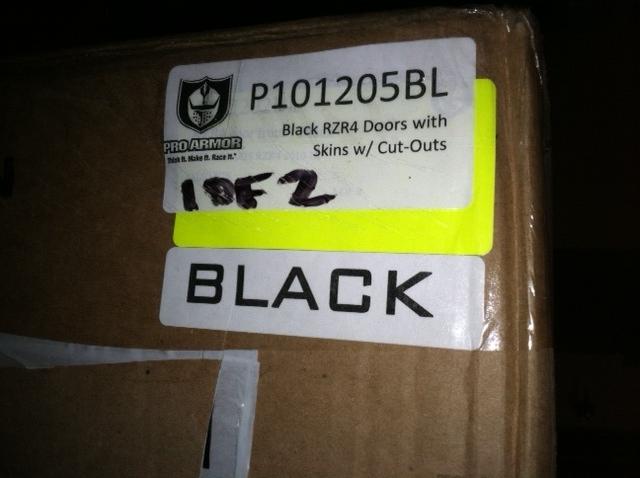 P101205BL
Black RZR4 Doors with
Skins w/ Cut-Outs
PRO ARMOR
Think It. Make It. Race It.
1 OF 2
BLACK